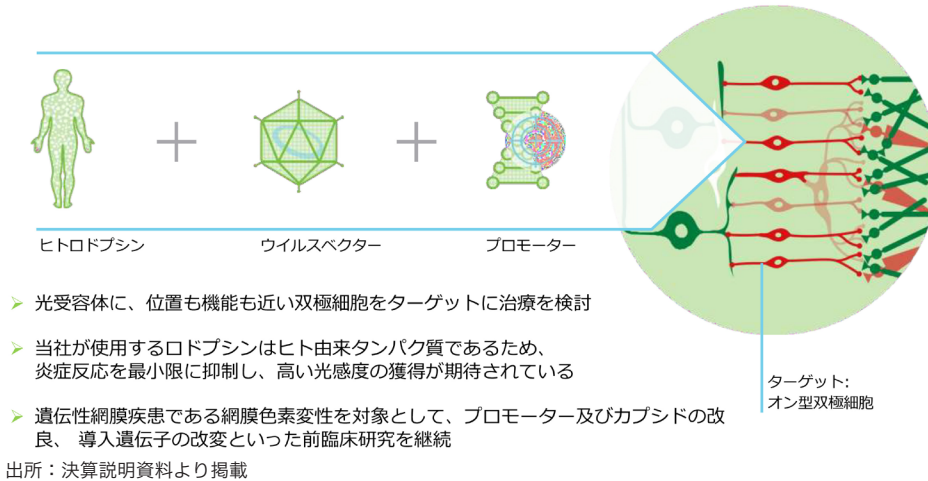 ヒトロドプシン
ウイルスベクター
プロモーター
光受容体に、位置も機能も近い双極細胞をターゲットに治療を検討
当社が使用するロドプシンはヒト由来タンパク質であるため、
炎症反応を最小限に抑制し、高い光感度の獲得が期待されている
ターゲット:
オン型双極細胞
遺伝性網膜疾患である網膜色素変性を対象として、プロモーター及びカプシドの改
良、 導入遺伝子の改変といった前臨床研究を継続
出所：決算説明資料より掲載